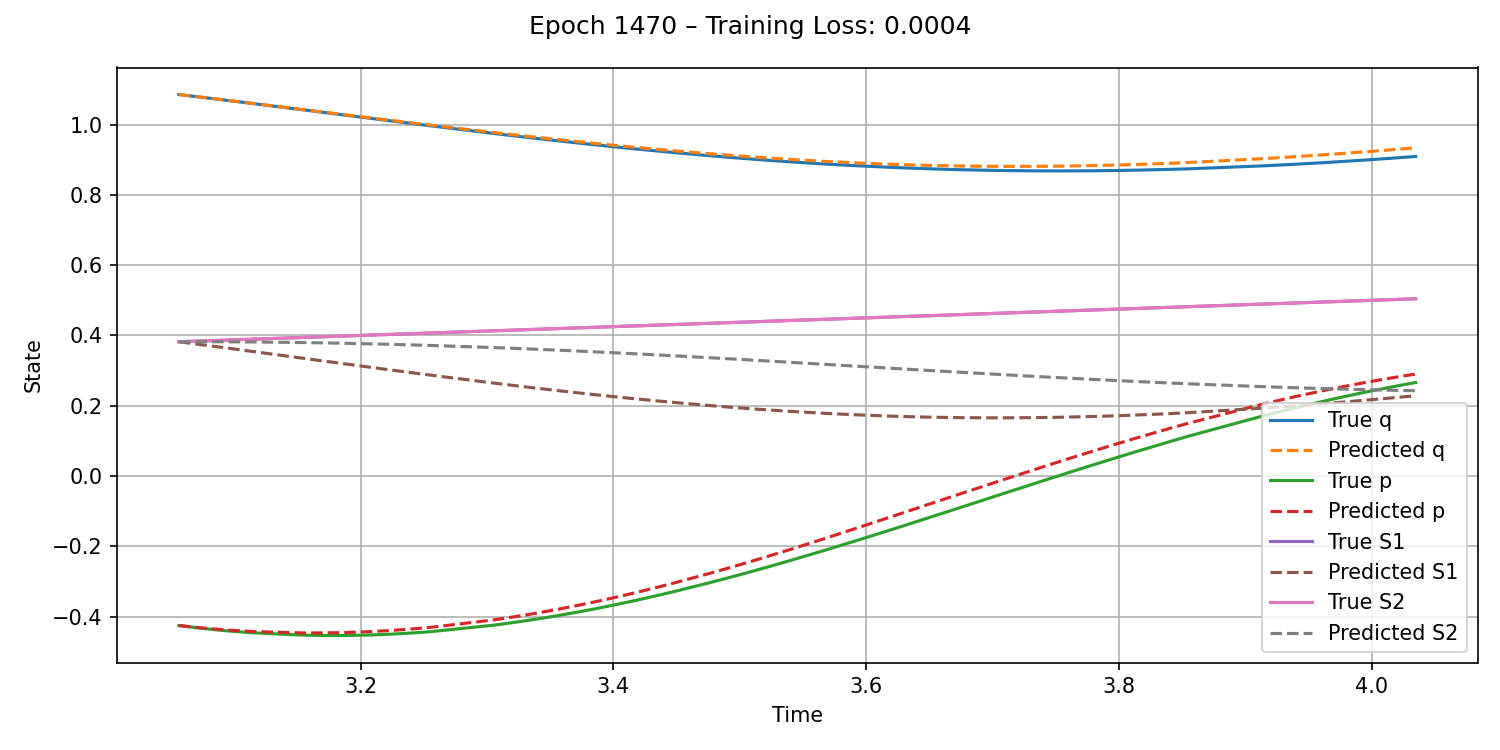 Epoch 1470 – Training Loss: 0.0004
State
1.0
0.8
0.6
0.4
0.2
0.0
−0.2
−0.4
True q
Predicted q
True p
Predicted p
True S1
Predicted S1
True S2
Predicted S2
3.2 3.4 3.6 3.8 4.0
Time